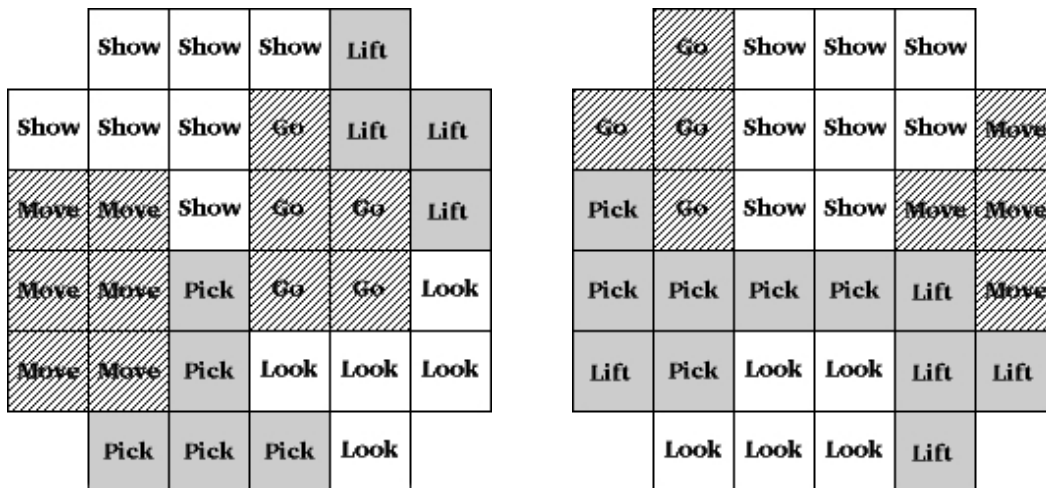 Show Show Show Lift
Show Show Show Go Lift Lift
Move Move Show Go Go Lift
Move Move Pick Go Go Look
Move Move Pick Look Look Look
Pick Pick Pick Look
Go Show Show Show
Go Go Show Show Show Move
Pick Go Show Show Move Move
Pick Pick Pick Pick Lift Move
Lift Pick Look Look Lift Lift
Look Look Look Lift